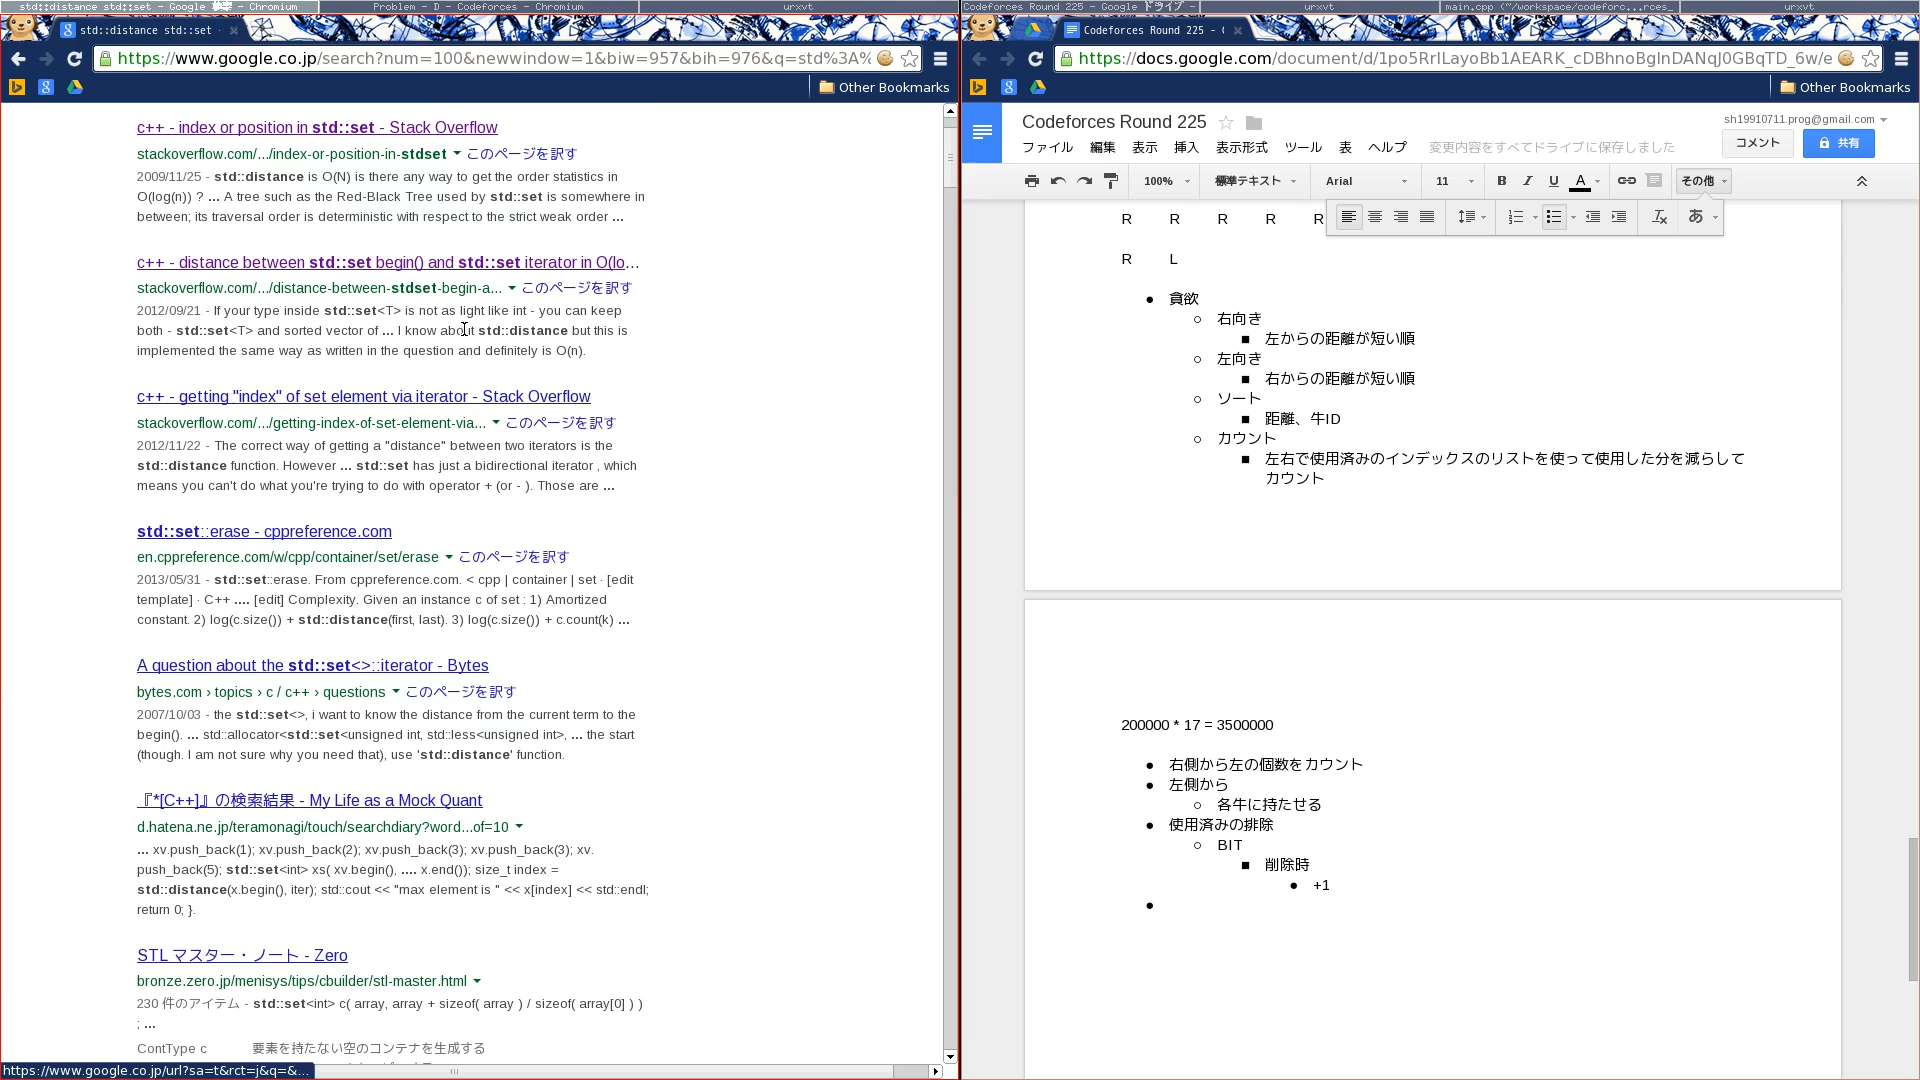 std::distance std::set - Google 検索 - Chromium
Problem - D - Codeforces - Chromium
urxvt
Codeforces Round 225 - Google ドライブ -
urxvt
main.cpp (~/workspace/codeforc...rces_
urxvt
std::distance std::set
https://www.google.co.jp/search?num=100&newwindow=1&biw=957&bih=976&q=std%3A%
Other Bookmarks
c++ - index or position in std::set - Stack Overflow
stackoverflow.com/.../index-or-position-in-stdset このページを訳す
2009/11/25 - std::distance is O(N) is there any way to get the order statistics in
O(log(n)) ? ... A tree such as the Red-Black Tree used by std::set is somewhere in
between; its traversal order is deterministic with respect to the strict weak order ...
c++ - distance between std::set begin() and std::set iterator in O(lo...
stackoverflow.com/.../distance-between-stdset-begin-a... このページを訳す
2012/09/21 - If your type inside std::set<T> is not as light like int - you can keep
both - std::set<T> and sorted vector of ... I know about std::distance but this is
implemented the same way as written in the question and definitely is O(n).
c++ - getting "index" of set element via iterator - Stack Overflow
stackoverflow.com/.../getting-index-of-set-element-via... このページを訳す
2012/11/22 - The correct way of getting a "distance" between two iterators is the
std::distance function. However ... std::set has just a bidirectional iterator , which
means you can't do what you're trying to do with operator + (or - ). Those are ...
std::set::erase - cppreference.com
en.cppreference.com/w/cpp/container/set/erase このページを訳す
2013/05/31 - std::set::erase. From cppreference.com. < cpp | container | set · [edit
template] · C++ .... [edit] Complexity. Given an instance c of set : 1) Amortized
constant. 2) log(c.size()) + std::distance(first, last). 3) log(c.size()) + c.count(k) ...
A question about the std::set<>::iterator - Bytes
bytes.com › topics › c / c++ › questions このページを訳す
2007/10/03 - the std::set<>, i want to know the distance from the current term to the
begin(). ... std::allocator<std::set<unsigned int, std::less<unsigned int>, ... the start
(though. I am not sure why you need that), use 'std::distance' function.
『*[C++]』の検索結果 - My Life as a Mock Quant
d.hatena.ne.jp/teramonagi/touch/searchdiary?word...of=10
... xv.push_back(1); xv.push_back(2); xv.push_back(3); xv.push_back(4); xv.
push_back(5); std::set<int> xs( xv.begin(), .... x.end()); size_t index =
std::distance(x.begin(), iter); std::cout << "max element is " << x[index] << std::endl;
return 0; }.
STL マスター・ノート - Zero
bronze.zero.jp/menisys/tips/cbuilder/stl-master.html
230 件のアイテム - std::set<int> c( array, array + sizeof( array ) / sizeof( array[0] ) )
; ...
ContType c 要素を持たない空のコンテナを生成する
https://www.google.co.jp/url?sa=t&rct=j&q=&...
Codeforces Round 225 - (
https://docs.google.com/document/d/1po5RrILayoBb1AEARK_cDBhnoBgInDANqJ0GBqTD_6w/e
Other Bookmarks
Codeforces Round 225
sh19910711.prog@gmail.com
ファイル 編集 表示 挿入 表示形式 ツール 表 ヘルプ 変更内容をすべてドライブに保存しました
コメント 共有
100% 標準テキスト Arial 11 B I U A その他
あ
R R R R R
R L
● 貪欲
○ 右向き
■ 左からの距離が短い順
○ 左向き
■ 右からの距離が短い順
○ ソート
■ 距離、牛ID
○ カウント
■ 左右で使用済みのインデックスのリストを使って使用した分を減らして
カウント
200000 * 17 = 3500000
● 右側から左の個数をカウント
● 左側から
○ 各牛に持たせる
● 使用済みの排除
○ BIT
■ 削除時
● +1
●